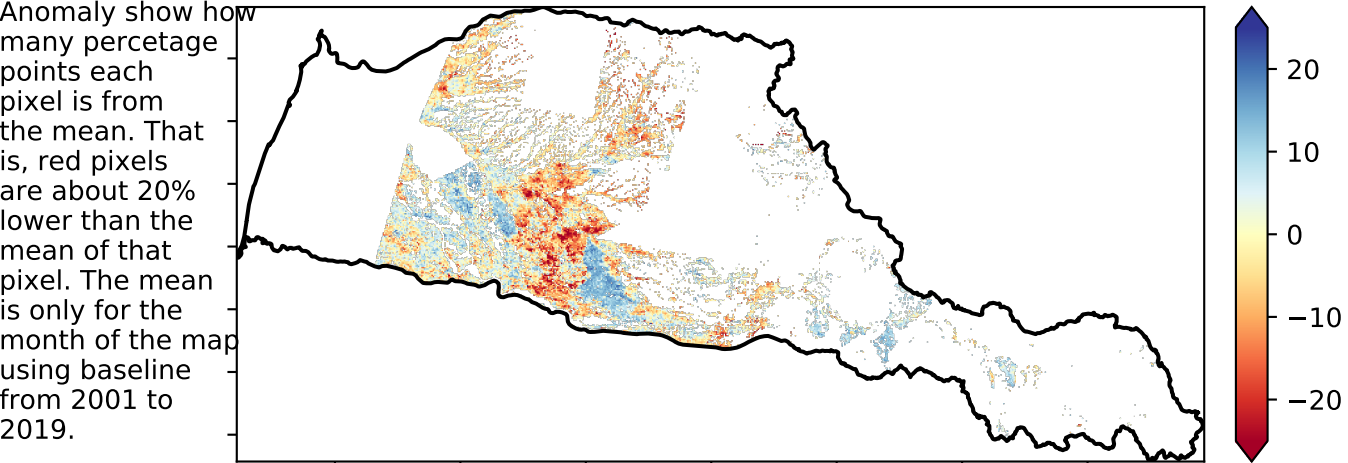 Anomaly show how
many percetage
points each
pixel is from
the mean. That
is, red pixels
are about 20%
lower than the
mean of that
pixel. The mean
is only for the
month of the map
using baseline
from 2001 to
2019.
20
10
0
−10
−20